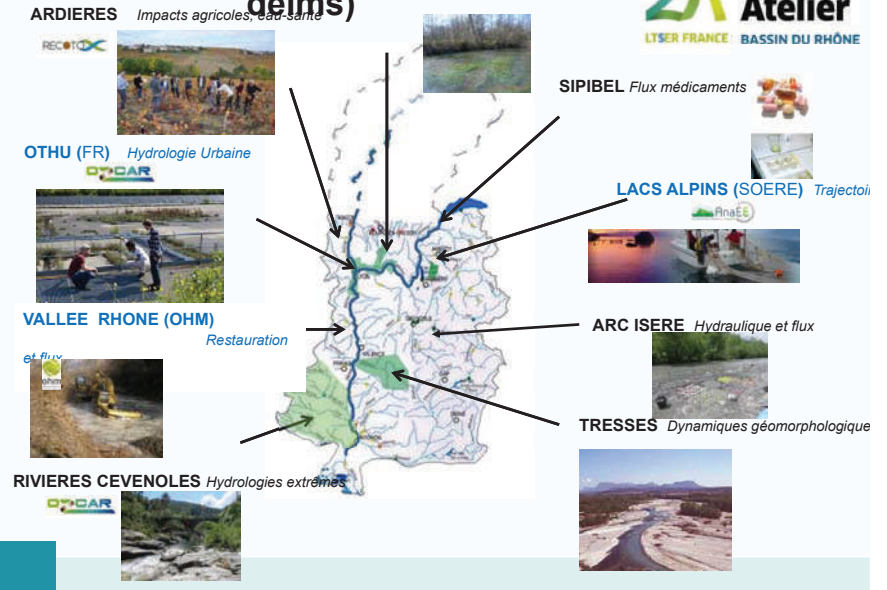 deims)
ARDIERES Impacts agricoles, eau-santé
RECOTOX
Atelier
LTSER FRANCE BASSIN DU RHÔNE
SIPIBEL Flux médicaments
OTHU (FR) Hydrologie Urbaine
OZCAR
LACS ALPINS (SOERE) Trajectoi
AnaEE
VALLEE RHONE (OHM)
Restauration
et flux
ohm
ARC ISERE Hydraulique et flux
VALENCE
TRESSES Dynamiques géomorphologique
RIVIERES CEVENOLES Hydrologies extrêmes
OZCAR